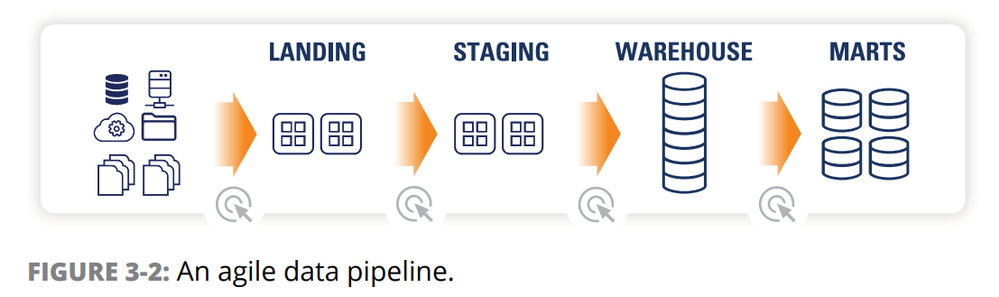 LANDING
STAGING
WAREHOUSE
MARTS
FIGURE 3-2: An agile data pipeline.